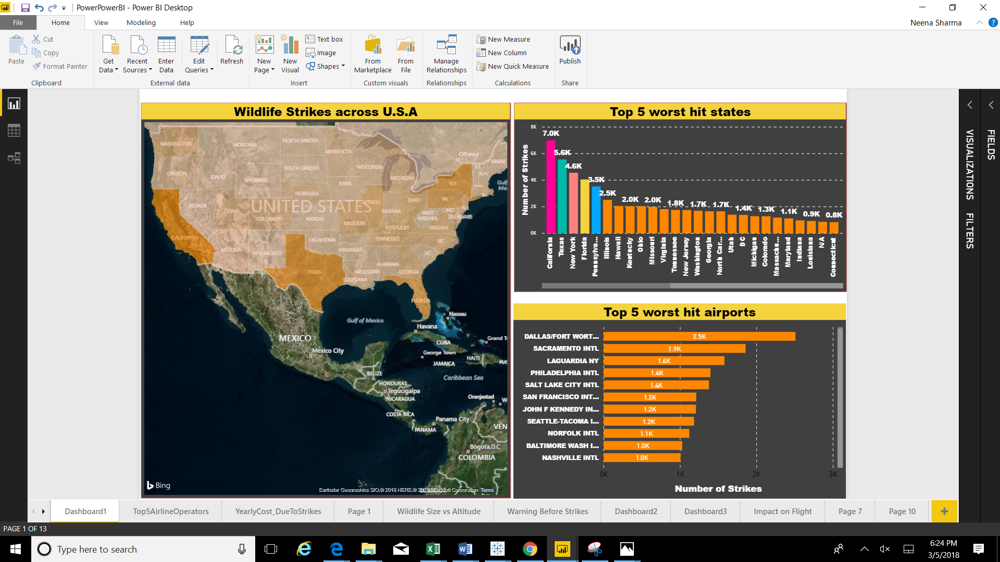 PowerPowerBI - Power BI Desktop
File
Home
View
Modeling
Help
Neena Sharma
Paste
Cut
Copy
Format Painter
Get Data
Recent Sources
Enter Data
Edit Queries
Refresh
New Page
New Visual
Text box
Image
Shapes
From Marketplace
From File
Manage Relationships
New Measure
New Column
New Quick Measure
Publish
Clipboard
External data
Insert
Custom visuals
Relationships
Calculations
Share
Wildlife Strikes across U.S.A
WASHINGTON
MONTANA
NORTH DAKOTA
MINNESOTA
Ottawa
MAINE
OREGON
IDAHO
WYOMING
SOUTH DAKOTA
WISCONSIN
MICHIGAN
VT.
N.H.
MASS.
IOWA
N.Y.
NEBRASKA
NEVADA
UTAH
UNITED STATES
OHIO
PA
N.J.
COLORADO
KANSAS
MISSOURI
INDIANA
WEST VIRGINIA
MD
DELAWARE
KENTUCKY
VIRGINIA
CALIFORNIA
OKLAHOMA
TENNESSEE
NC
ARIZONA
NEW MEXICO
ARKANSAS
SC
TEXAS
MISSISSIPPI
ALABAMA
GEORGIA
LOUISIANA
FLORIDA
Gulf of Mexico
Nassau
Havana
MEXICO
CUBA
Mexico City
George Town
HAITI
JAMAICA
BELIZE
Caribbean Sea
HONDURAS
Tegucigalpa
NICARAGUA
Oranjestad
COSTA RICA
Panama City
PANAMA
VEN
Bogota, D.C.
COLOMBIA
Bing
Earthstar Geographics SIO, © 2018 HERE, © 2018 Microsoft Corporation Terms
Top 5 worst hit states
Number of Strikes
8K
6K
4K
2K
0K
7.0K
5.6K
4.6K
3.5K
2.5K
2.0K
2.0K
1.8K
1.7K
1.7K
1.4K
1.3K
1.1K
0.9K
0.8K
California
Texas
New York
Florida
Pennsylva...
Illinois
Hawaii
Kentucky
Ohio
Missouri
Virginia
Tennessee
New Jersey
Washington
Georgia
North Car...
Utah
DC
Michigan
Colorado
Massachu...
Maryland
Indiana
Louisiana
N/A
Connecticut
Top 5 worst hit airports
DALLAS/FORT WORT... 2.5K
SACRAMENTO INTL 1.9K
LAGUARDIA NY 1.6K
PHILADELPHIA INTL 1.4K
SALT LAKE CITY INTL 1.4K
SAN FRANCISCO INT... 1.2K
JOHN F KENNEDY IN... 1.2K
SEATTLE-TACOMA I... 1.2K
NORFOLK INTL 1.1K
BALTIMORE WASH I... 1.0K
NASHVILLE INTL 1.0K
0K 1K 2K 3K
Number of Strikes
VISUALIZATIONS
FILTERS
FIELDS
Dashboard1
Top5AirlineOperators
YearlyCost_DueToStrikes
Page 1
Wildlife Size vs Altitude
Warning Before Strikes
Dashboard2
Dashboard3
Impact on Flight
Page 7
Page 10
PAGE 1 OF 13
Type here to search
6:24 PM
3/5/2018